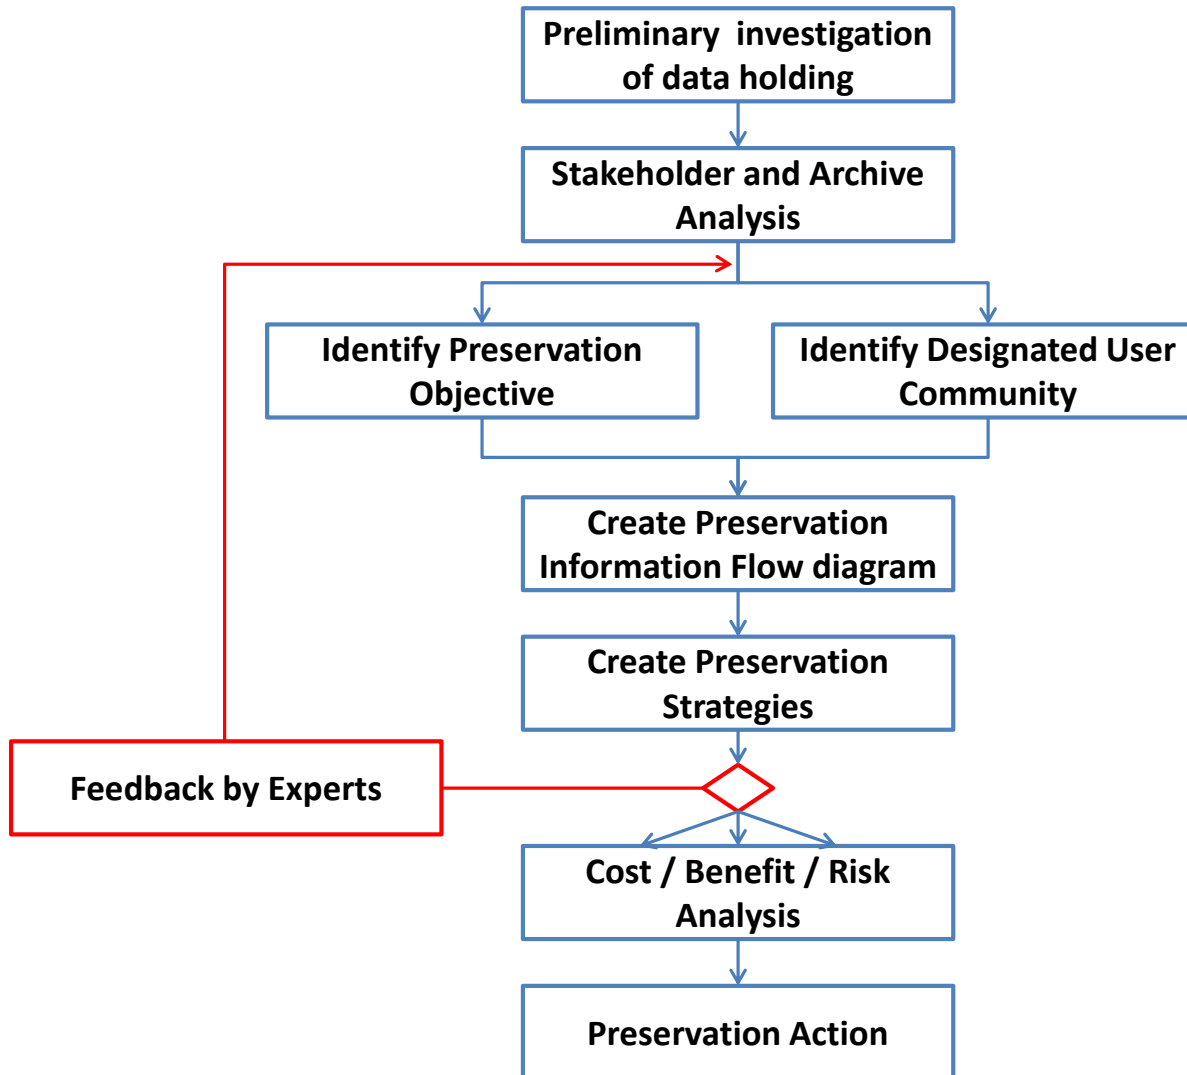 Preliminary investigation
of data holding
Stakeholder and Archive
Analysis
Identify Preservation
Objective
Identify Designated User
Community
Create Preservation
Information Flow diagram
Create Preservation
Strategies
Feedback by Experts
Cost / Benefit / Risk
Analysis
Preservation Action